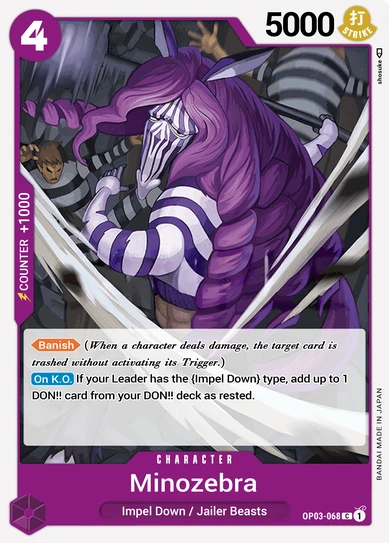 4
5000
打
STRIKE
shosuke
COUNTER +1000
Banish (When a character deals damage, the target card is
trashed without activating its Trigger.)
On K.O. If your Leader has the {Impel Down} type, add up to 1
DON!! card from your DON!! deck as rested.
BANDAI MADE IN JAPAN
CHARACTER
Minozebra
Impel Down / Jailer Beasts
OP03-068 C 1